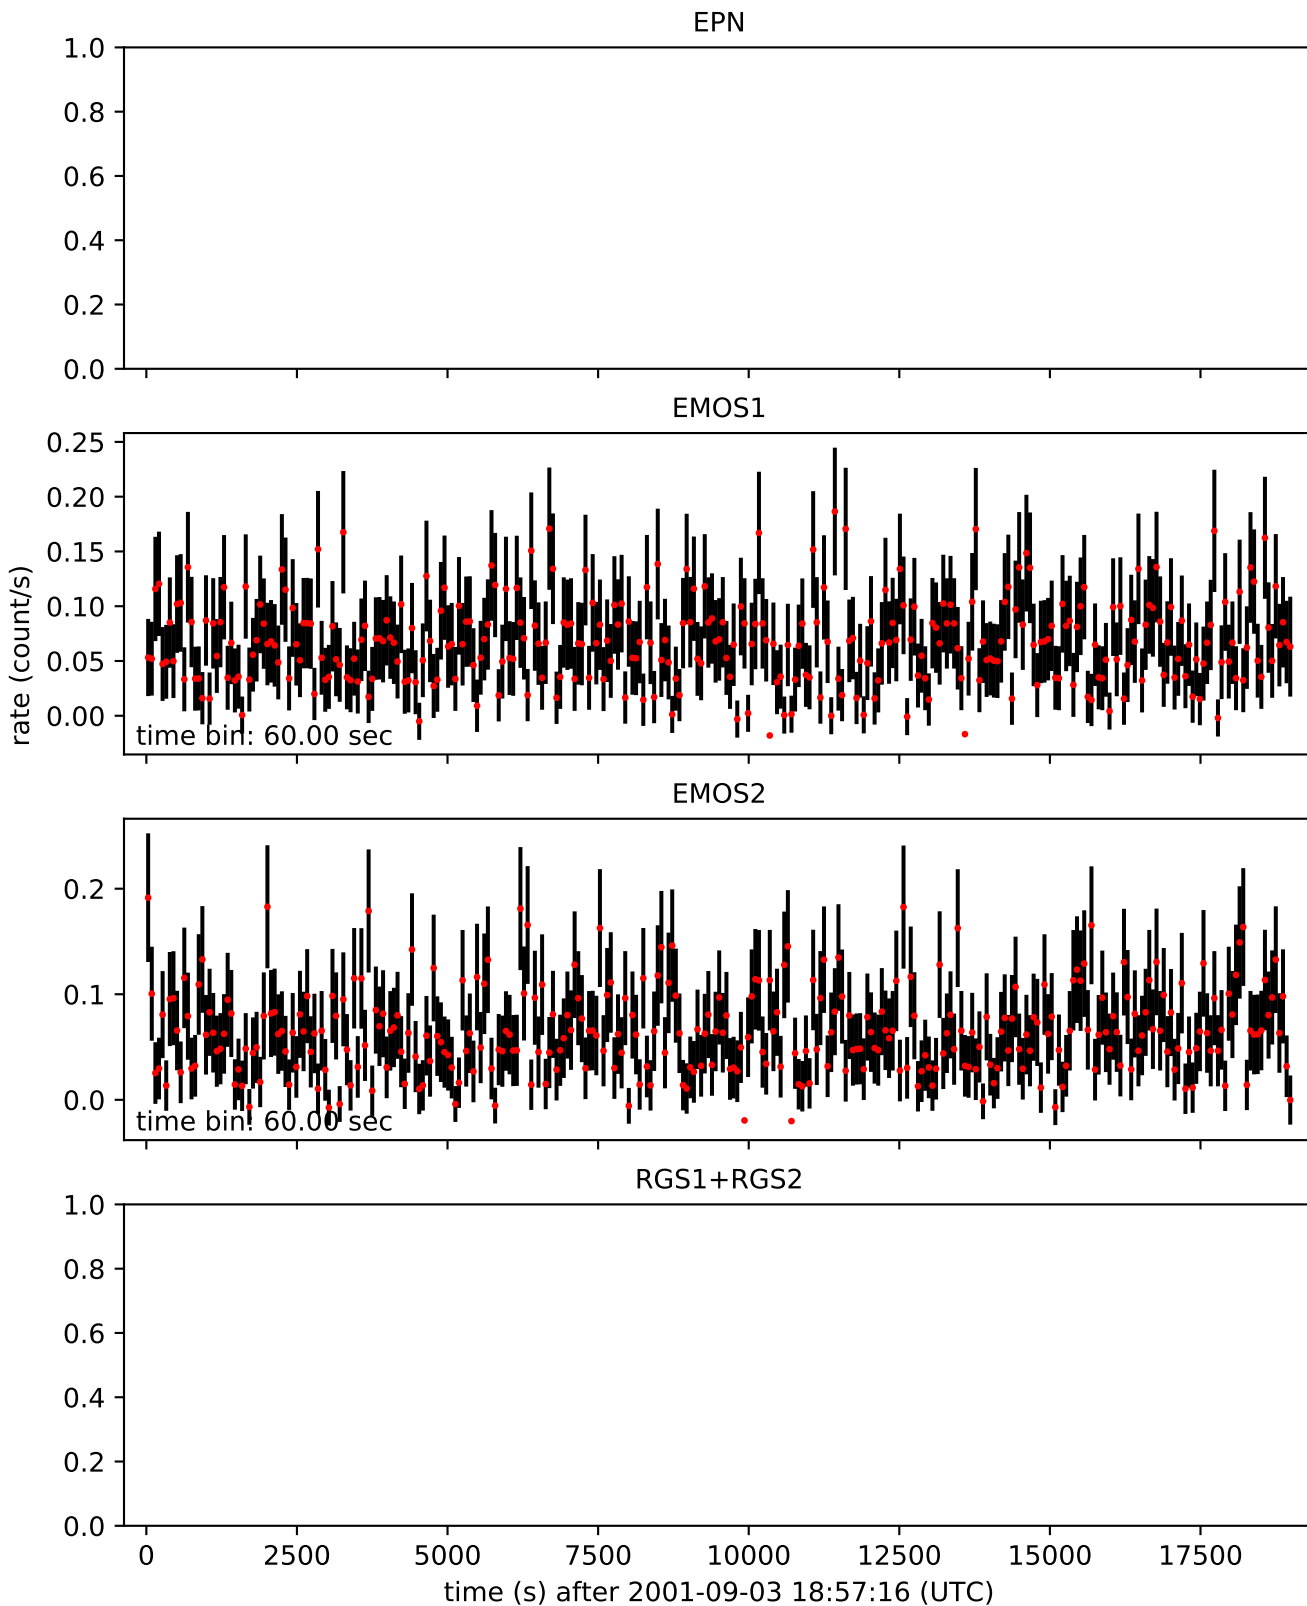 EPN
1.0
0.8
0.6
0.4
0.2
0.0
EMOS1
0.25
0.20
0.15
0.10
0.05
0.00
rate (count/s)
time bin: 60.00 sec
EMOS2
0.2
0.1
0.0
time bin: 60.00 sec
RGS1+RGS2
1.0
0.8
0.6
0.4
0.2
0.0
0 2500 5000 7500 10000 12500 15000 17500
time (s) after 2001-09-03 18:57:16 (UTC)